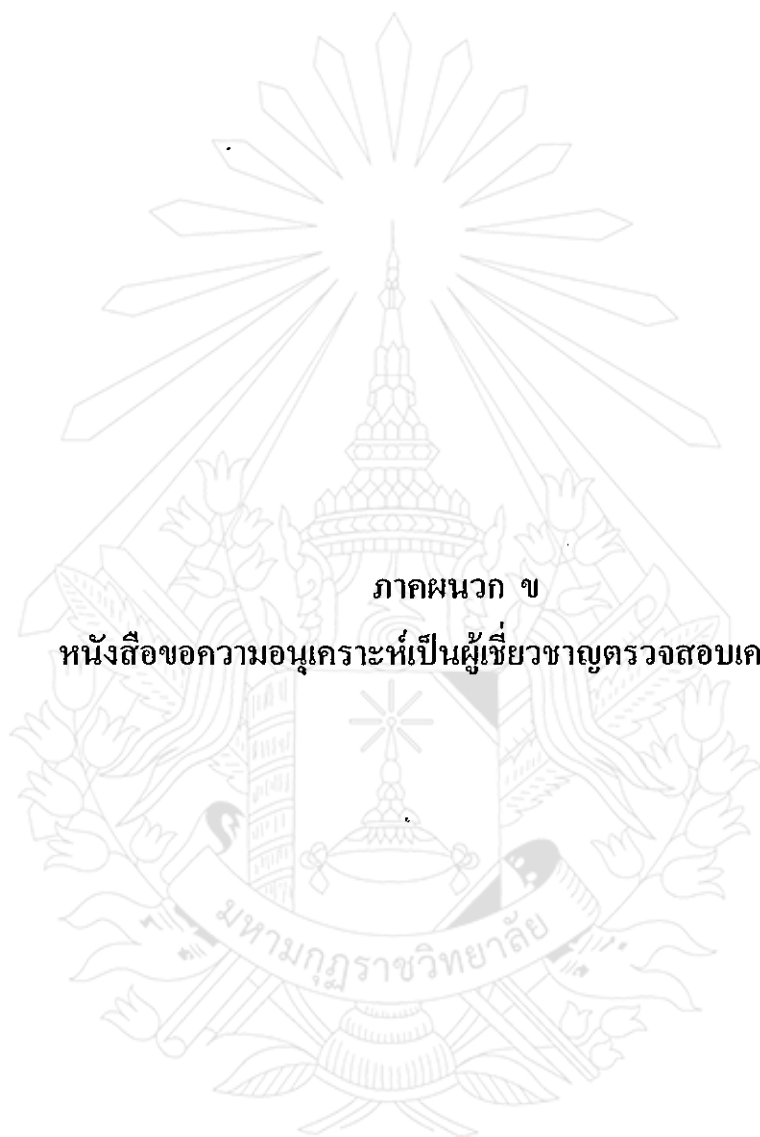 ภาคผนวก ข
หนังสือขอความอนุเคราะห์เป็นผู้เชี่ยวชาญตรวจสอบเค
มหามกุฏราชวิทยาลัย